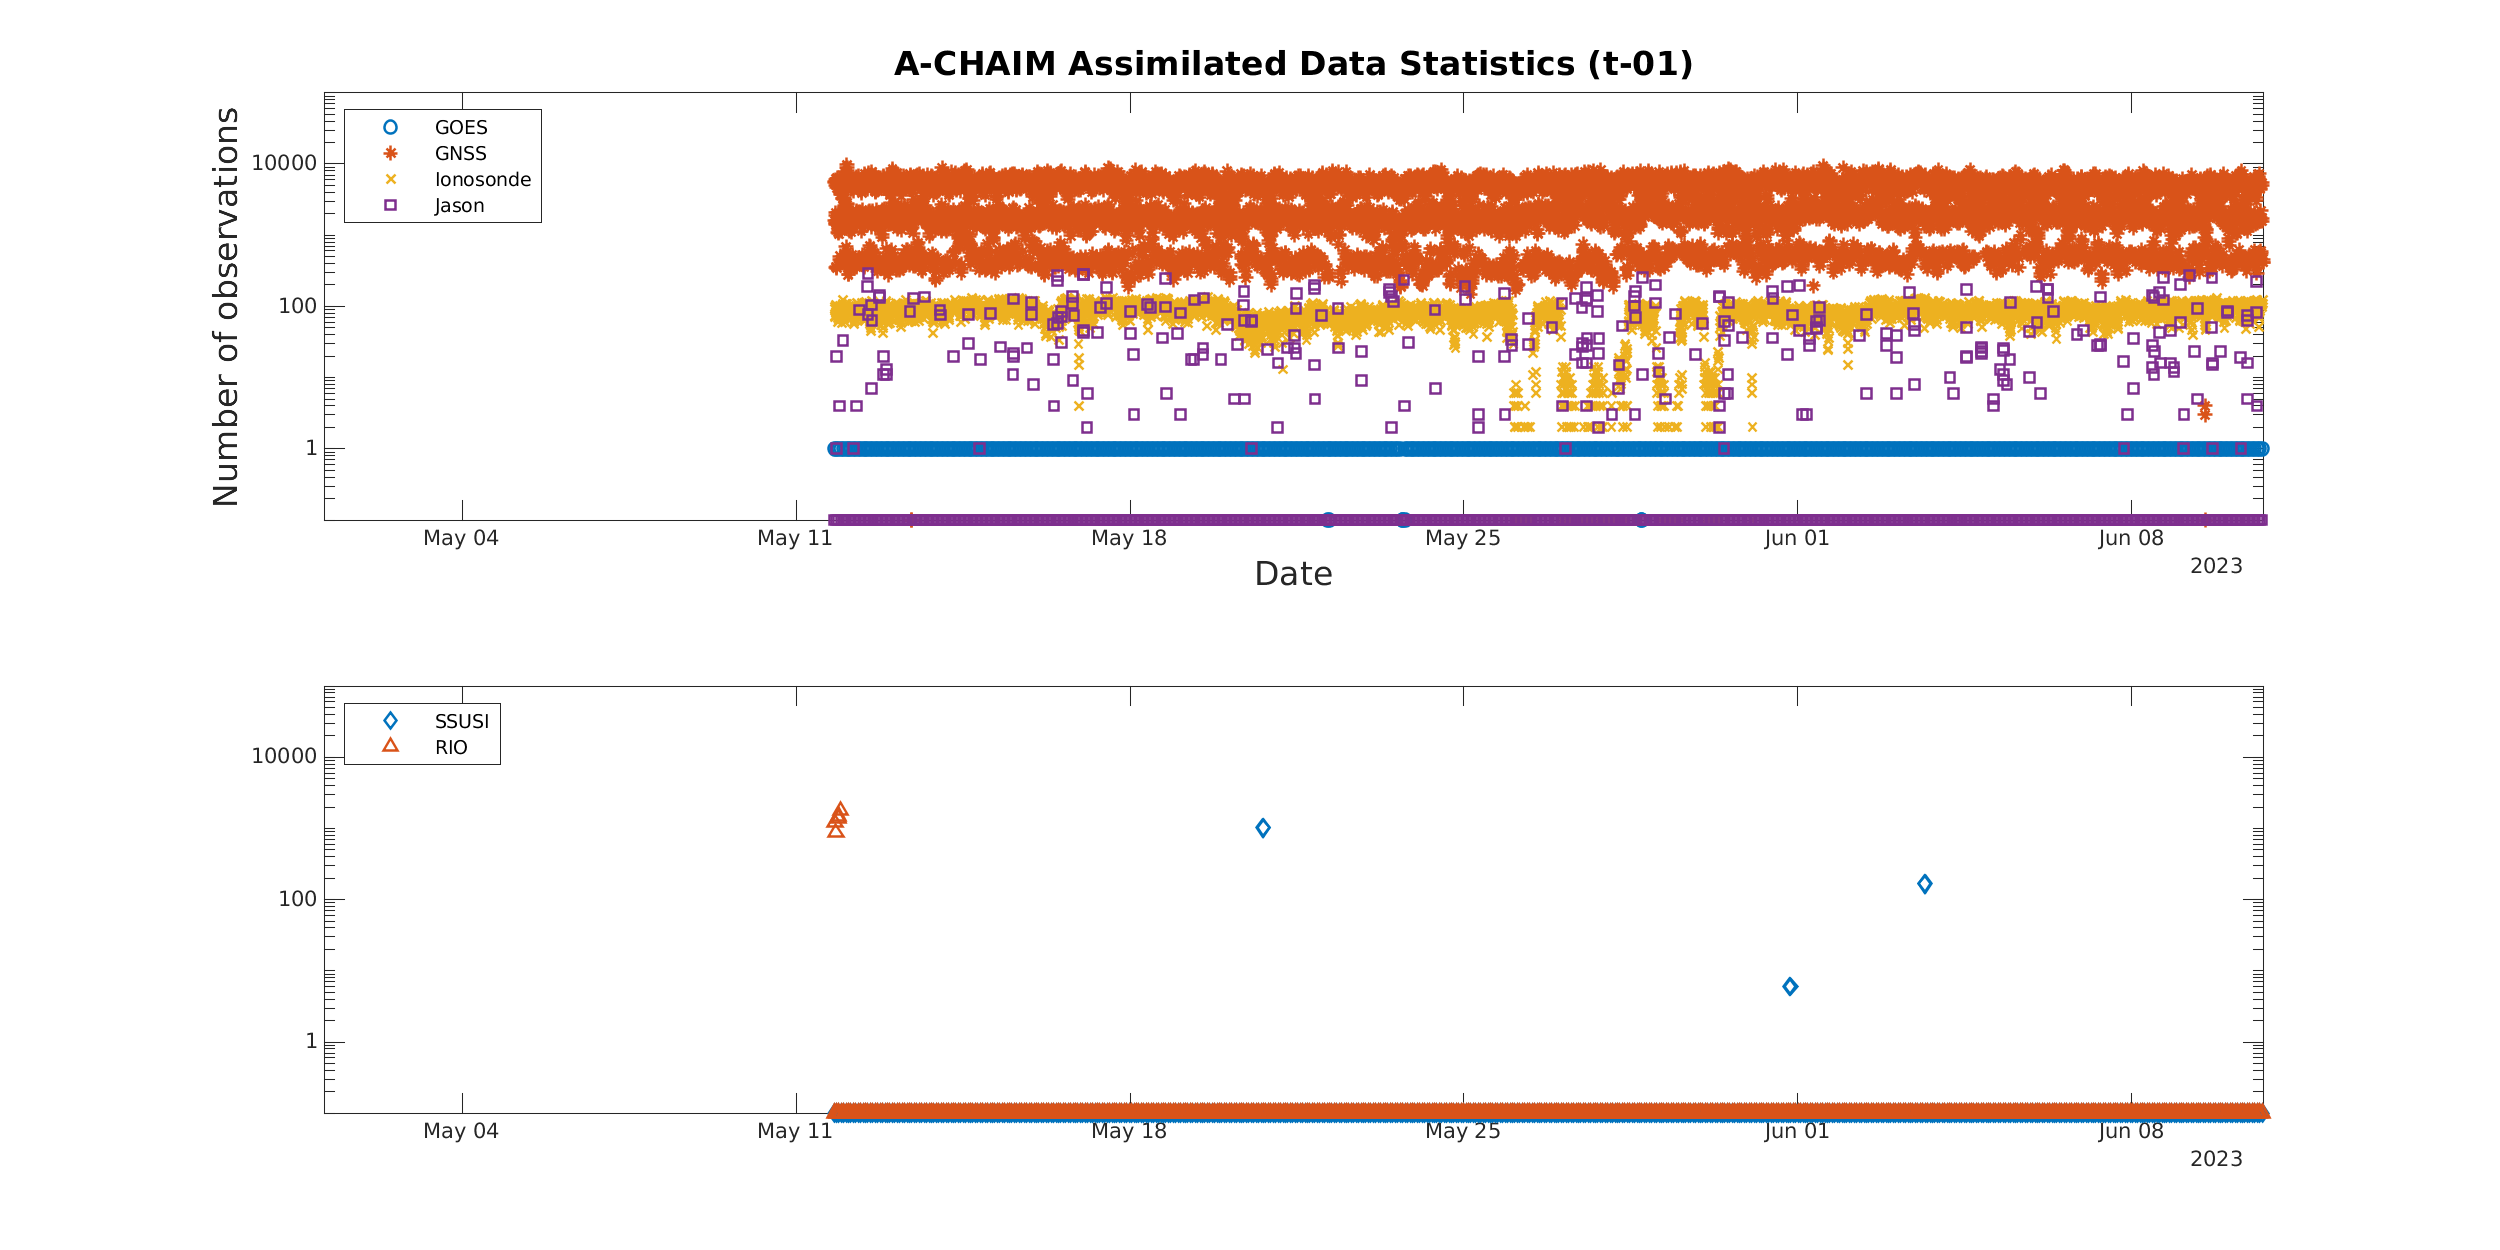 A-CHAIM Assimilated Data Statistics (t-01)
GOES
GNSS
Ionosonde
Jason
Number of observations
10000
100
1
May 04
May 11
May 18
May 25
Jun 01
Jun 08
2023
Date
SSUSI
RIO
10000
100
1
May 04
May 11
May 18
May 25
Jun 01
Jun 08
2023